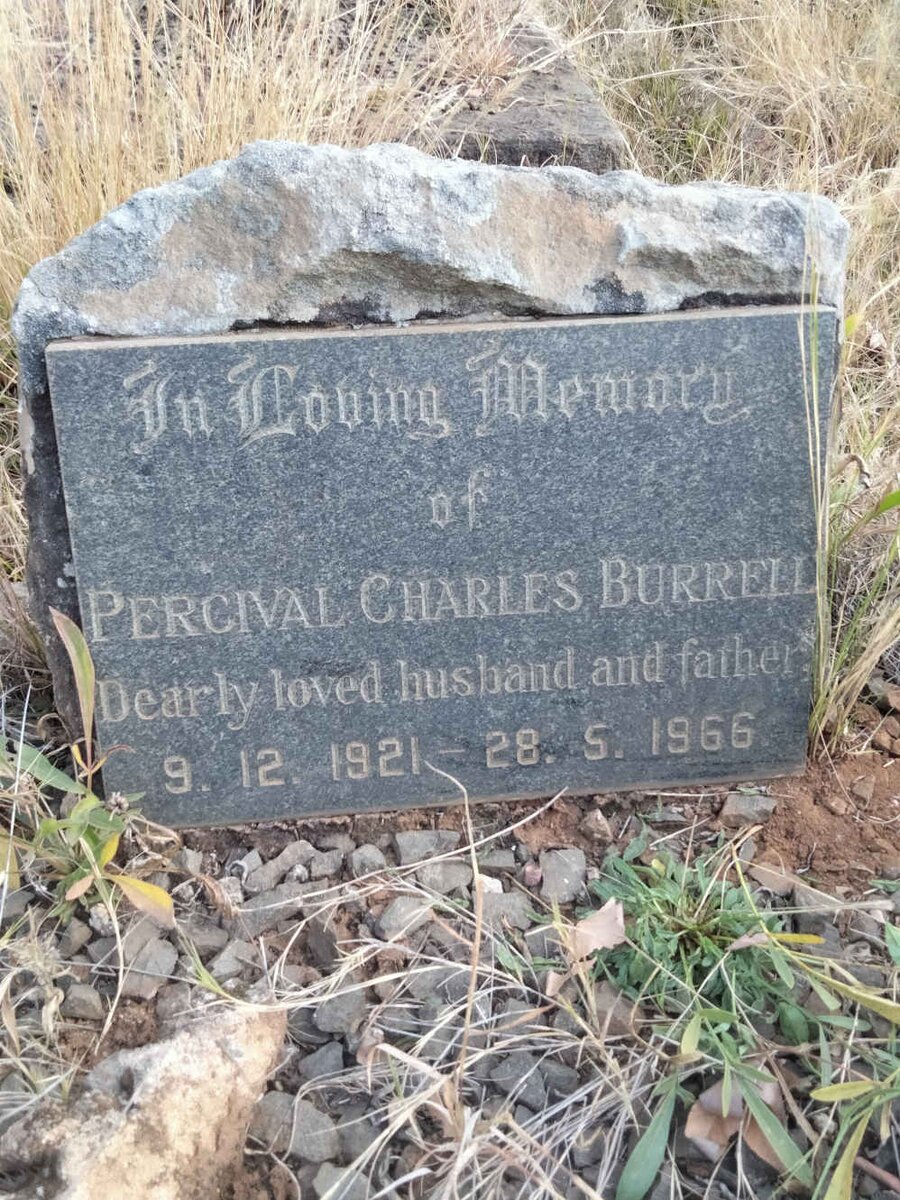 In Loving Memory
of
PERCIVAL CHARLES BURRELL
Dearly loved husband and father.
9. 12. 1921 - 28. 5. 1966